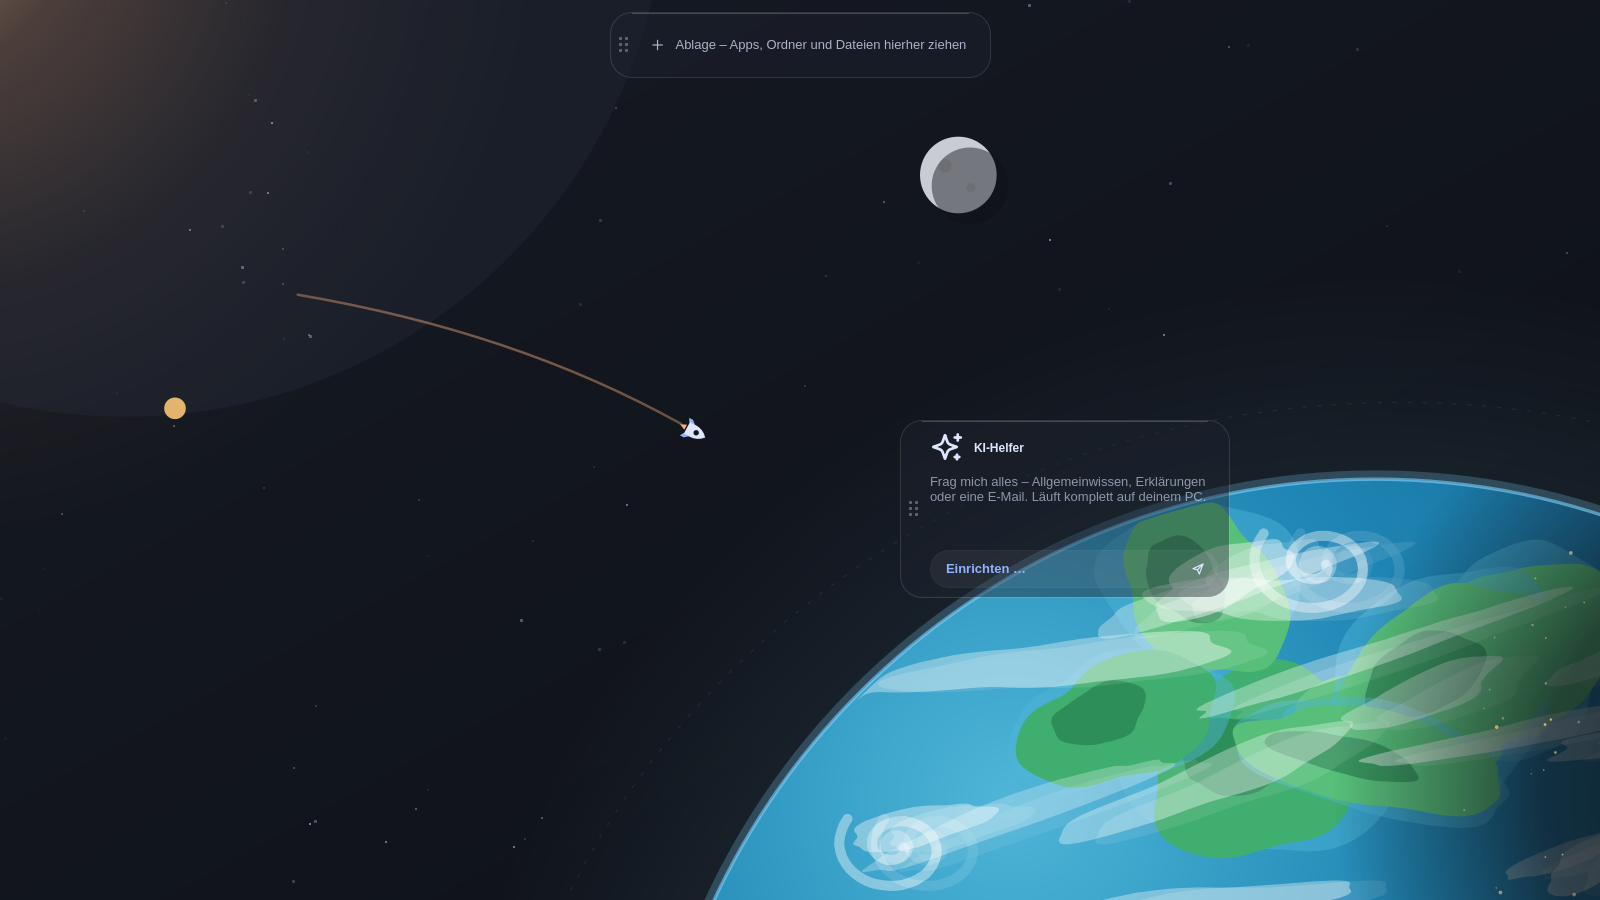 Ablage – Apps, Ordner und Dateien hierher ziehen
KI-Helfer
Frag mich alles – Allgemeinwissen, Erklärungen
oder eine E-Mail. Läuft komplett auf deinem PC.
Einrichten …